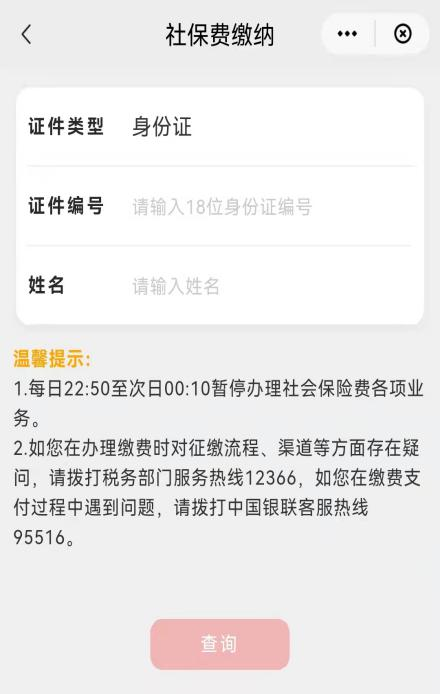 社保费缴纳
证件类型 身份证
证件编号 请输入18位身份证编号
姓名 请输入姓名
温馨提示：
1.每日22:50至次日00:10暂停办理社会保险费各项业
务。
2.如您在办理缴费时对征缴流程、渠道等方面存在疑
问，请拨打税务部门服务热线12366，如您在缴费支
付过程中遇到问题，请拨打中国银联客服热线
95516。
查询